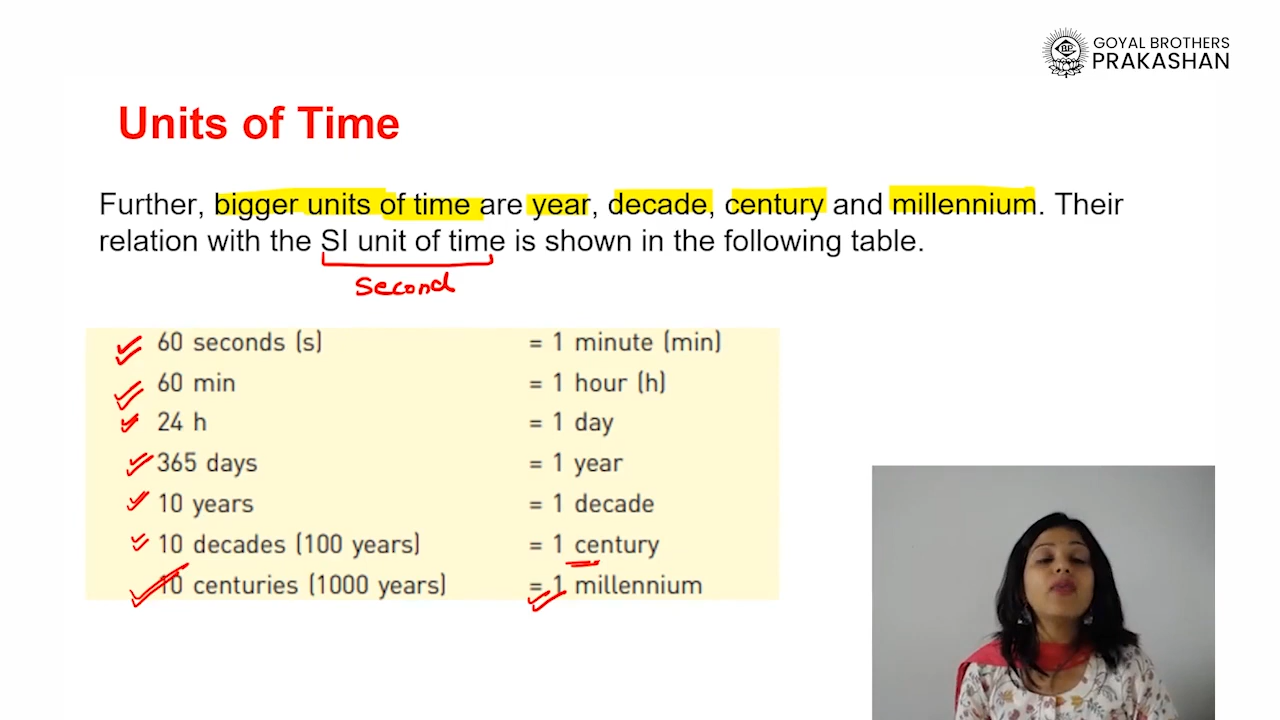 GOYAL BROTHERS
PRAKASHAN
Units of Time
Further, bigger units of time are year, decade, century and millennium. Their
relation with the SI unit of time is shown in the following table.
Second
60 seconds (s) = 1 minute (min)
60 min = 1 hour (h)
24 h = 1 day
365 days = 1 year
10 years = 1 decade
10 decades (100 years) = 1 century
10 centuries (1000 years) = 1 millennium